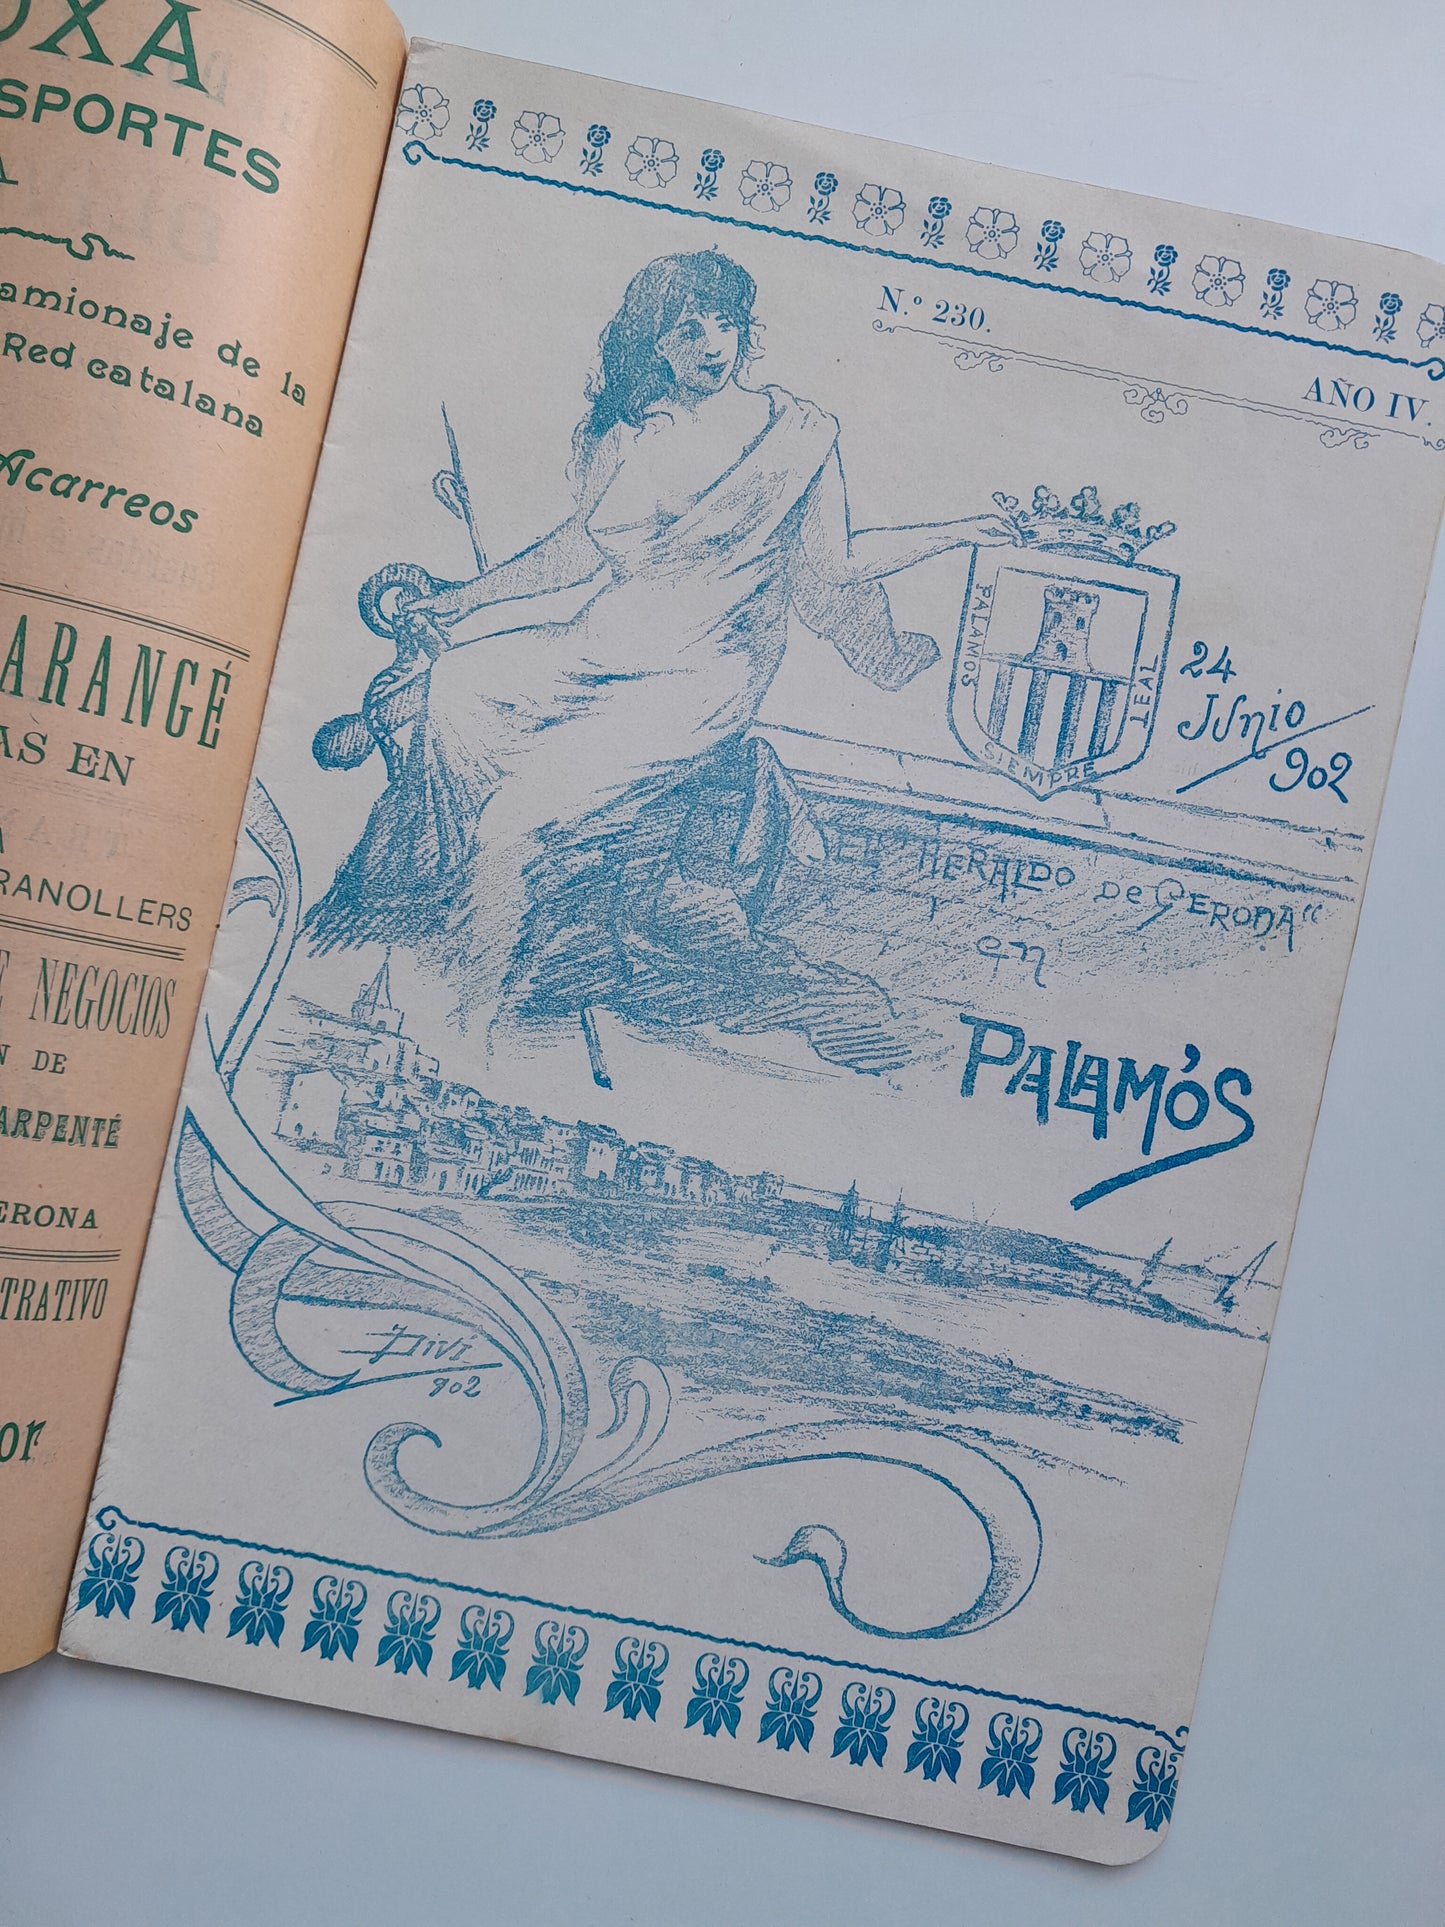 OXA
SPORTES
A
amionaje de la
Red catalana
Acarreos
ARANGÉ
AS EN
A
RANOLLERS
E NEGOCIOS
N DE
ARPENTÉ
ERONA
TRATIVO
or
N.º 230.
AÑO IV.
PALAMOS
SIEMPRE
LEAL
24
Junio
902
EL "HERALDO DE GERONA"
en
PALAMÓS
Diví
902